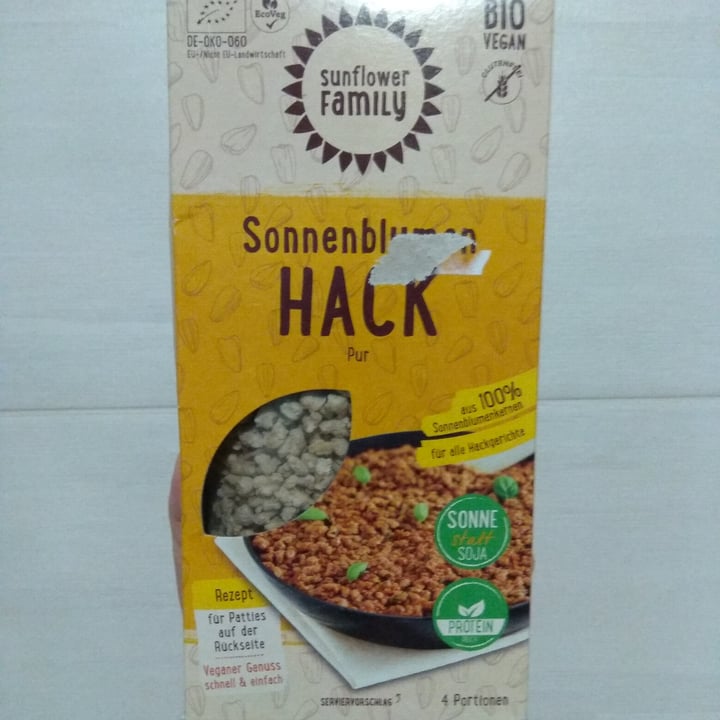 EcoVeg
BIO
VEGAN
DE-ÖKO-060
EU-/Nicht EU-Landwirtschaft
GLUTENFREI
sunflower
FAMILY
Sonnenblumen
HACK
Pur
aus 100%
Sonnenblumenkernen
für alle Hackgerichte
SONNE
statt
SOJA
PROTEIN
Rezept
für Patties
auf der
Rückseite
Veganer Genuss
schnell & einfach
SERVIERVORSCHLAG
4 Portionen